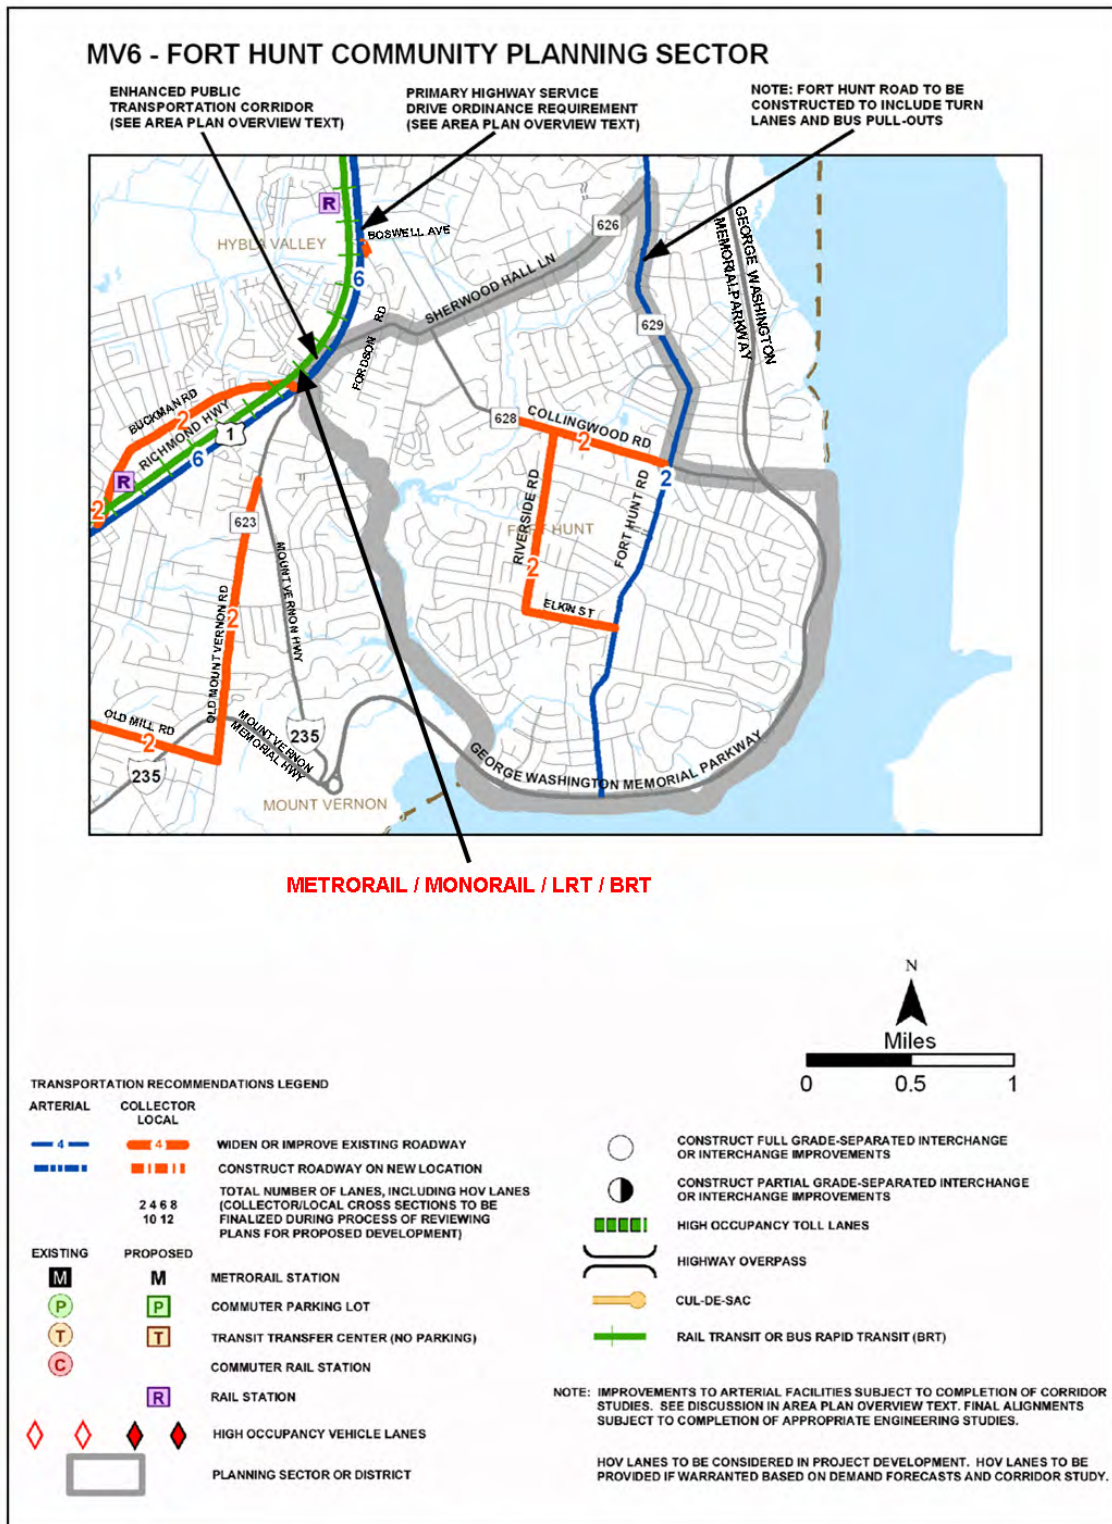 MV6 - FORT HUNT COMMUNITY PLANNING SECTOR
ENHANCED PUBLIC
TRANSPORTATION CORRIDOR
(SEE AREA PLAN OVERVIEW TEXT)
PRIMARY HIGHWAY SERVICE
DRIVE ORDINANCE REQUIREMENT
(SEE AREA PLAN OVERVIEW TEXT)
NOTE: FORT HUNT ROAD TO BE
CONSTRUCTED TO INCLUDE TURN
LANES AND BUS PULL-OUTS
R
HYBLA VALLEY
BOSWELL AVE
6
626
SHERWOOD HALL LN
GEORGE WASHINGTON
MEMORIAL PARKWAY
FORDSON RD
629
BUCKMAN RD
2
RICHMOND HWY
1
6
R
2
628
COLLINGWOOD RD
2
2
623
RIVERSIDE RD
FORT HUNT
FORT HUNT RD
2
ELKIN ST
MOUNT VERNON HWY
OLD MOUNT VERNON RD
2
OLD MILL RD
2
235
235
MOUNT VERNON
MEMORIAL HWY
MOUNT VERNON
GEORGE WASHINGTON MEMORIAL PARKWAY
METRORAIL / MONORAIL / LRT / BRT
N
Miles
0 0.5 1
TRANSPORTATION RECOMMENDATIONS LEGEND
ARTERIAL
COLLECTOR
LOCAL
4 4 WIDEN OR IMPROVE EXISTING ROADWAY
CONSTRUCT ROADWAY ON NEW LOCATION
2 4 6 8
10 12
TOTAL NUMBER OF LANES, INCLUDING HOV LANES
(COLLECTOR/LOCAL CROSS SECTIONS TO BE
FINALIZED DURING PROCESS OF REVIEWING
PLANS FOR PROPOSED DEVELOPMENT)
EXISTING PROPOSED
M M METRORAIL STATION
P P COMMUTER PARKING LOT
T T TRANSIT TRANSFER CENTER (NO PARKING)
C COMMUTER RAIL STATION
R RAIL STATION
HIGH OCCUPANCY VEHICLE LANES
PLANNING SECTOR OR DISTRICT
CONSTRUCT FULL GRADE-SEPARATED INTERCHANGE
OR INTERCHANGE IMPROVEMENTS
CONSTRUCT PARTIAL GRADE-SEPARATED INTERCHANGE
OR INTERCHANGE IMPROVEMENTS
HIGH OCCUPANCY TOLL LANES
HIGHWAY OVERPASS
CUL-DE-SAC
RAIL TRANSIT OR BUS RAPID TRANSIT (BRT)
NOTE: IMPROVEMENTS TO ARTERIAL FACILITIES SUBJECT TO COMPLETION OF CORRIDOR
STUDIES. SEE DISCUSSION IN AREA PLAN OVERVIEW TEXT. FINAL ALIGNMENTS
SUBJECT TO COMPLETION OF APPROPRIATE ENGINEERING STUDIES.
HOV LANES TO BE CONSIDERED IN PROJECT DEVELOPMENT. HOV LANES TO BE
PROVIDED IF WARRANTED BASED ON DEMAND FORECASTS AND CORRIDOR STUDY.